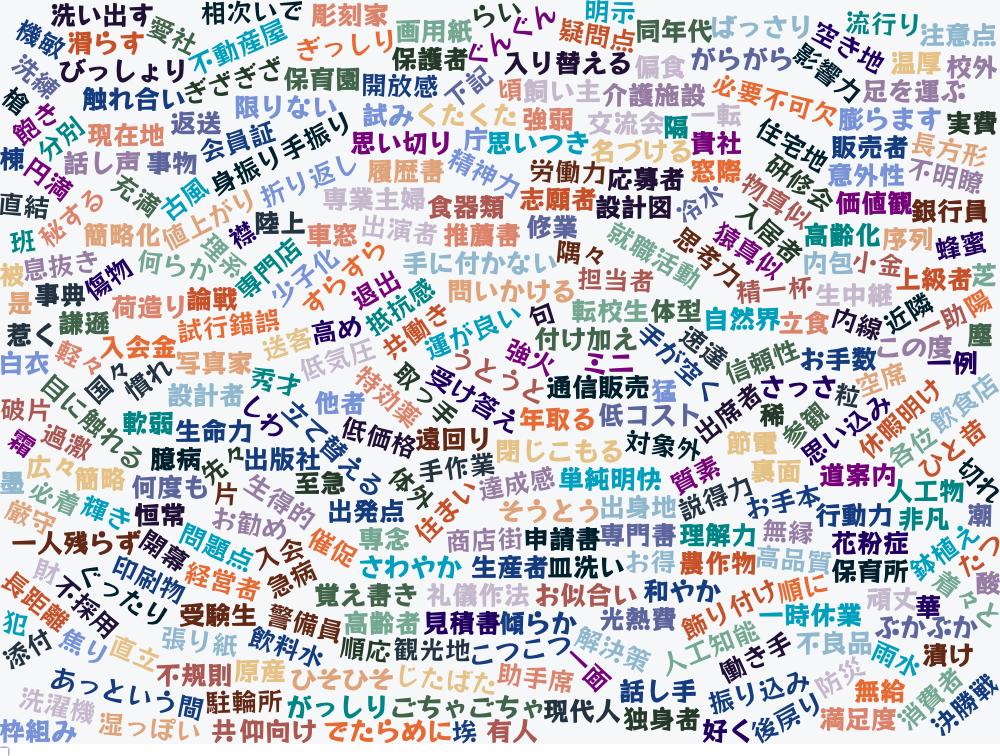 洗い出す
相次いで
彫刻家
らい
ぐんぐん
明示
機敏
滑らす
愛社
不動産屋
ぎっしり
画用紙
疑問点
同年代
ばっさり
空き地
流行り
注意点
洗練
びっしょり
ぎざぎざ
保育園
保護者
開放感
下記
入り替える
偏食
がらがら
影響力
温厚
校外
槍
飽き
触れ合い
限りない
試み
くたくた
頃
飼い主
介護施設
必要不可欠
足を運ぶ
分別
現在地
返送
会員証
手振り
強弱
交流会
隔
一転
膨らます
実費
棟
円満
話し声
事物
身振り
思い切り
庁
思いつき
名づける
貴社
住宅地
販売者
長方形
直結
秘する
充満
古風
折り返し
履歴書
精神力
労働力
応募者
窓際
研修会
意外性
不明瞭
専業主婦
食器類
志願者
設計図
冷水
物真似
価値観
銀行員
班
簡略化
値上がり
襟
陸上
車窓
出演者
推薦書
修業
入居者
高齢化
序列
蜂蜜
被
息抜き
傷物
何らか
専門店
少子化
すらすら
手に付かない
隅々
就職活動
思考力
猿真似
内包
小金
上級者
芝
是
事典
荷造り
論戦
退出
抵抗感
問いかける
担当者
精一杯
生中継
惹く
謙遜
試行錯誤
送客
高め
共働き
運が良い
句
転校生
体型
自然界
立食
内線
近隣
一助
陽
塵
白衣
軽々
入会金
写真家
低気圧
うとうと
強火
付け加え
ミニ
手が空く
速達
信頼性
お手数
この度
一例
国々
慣れ
秀才
特効薬
取っ手
受け答え
通信販売
猛
さっさ
粒
空席
破片
目に触れる
設計者
しわ
他者
年取る
低コスト
出席者
稀
参観
思い込み
休暇明け
飲食店
霜
過激
軟弱
生命力
立て替える
低価格
遠回り
閉じこもる
対象外
節電
各位
ひと昔
広々
簡略
臆病
先々
出版社
体外
手作業
達成感
単純明快
質素
裏面
道案内
切れ
墨
必着
輝き
何度も
片
生得的
至急
住まい
そうとう
出身地
説得力
お手本
人工物
厳守
恒常
お勧め
出発点
行動力
非凡
潮
一人残らず
開幕
問題点
入会
催促
専念
商店街
申請書
専門書
理解力
無縁
花粉症
鉢植え
たつ
財
不採用
ぐったり
印刷物
経営者
急病
さわやか
生産者
皿洗い
お得
農作物
高品質
保育所
着々と
酸
長距離
覚え書き
礼儀作法
お似合い
和やか
飾り付け
順に
頑丈
華
犯
添付
焦り
受験生
警備員
高齢者
見積書
傾らか
光熱費
一時休業
ぶかぶか
直立
張り紙
飲料水
順応
観光地
こつこつ
解決策
人工知能
働き手
不良品
雨水
漬け
不規則
原産
ひそひそ
じたばた
助手席
一画
話し手
振り込み
防災
無給
消費者
決勝戦
あっという間
洗濯機
駐輪所
がっしり
ごちゃごちゃ
現代人
独身者
好く
後戻り
満足度
枠組み
湿っぽい
共仰向け
でたらめに
埃
有人